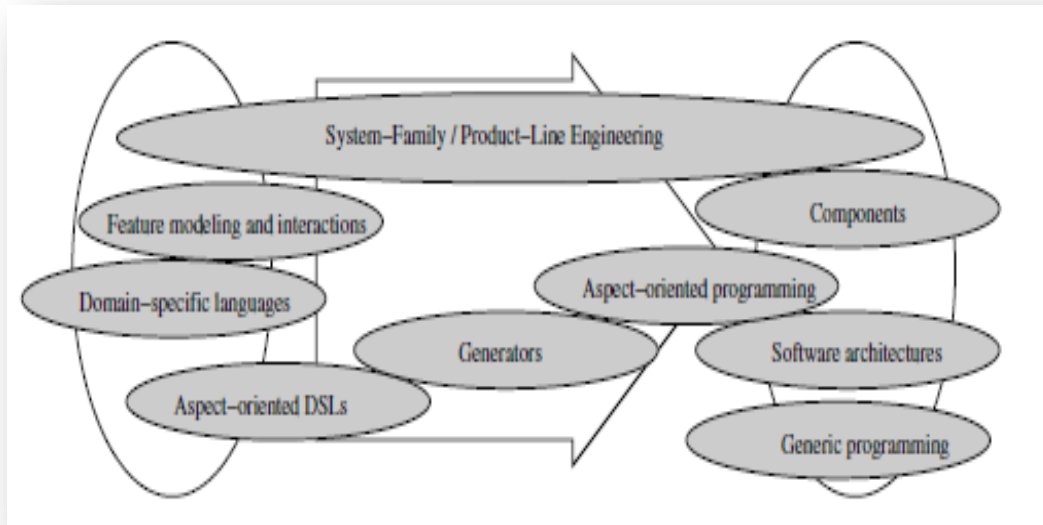 System–Family / Product–Line Engineering
Feature modeling and interactions
Components
Domain–specific languages
Aspect–oriented programming
Generators
Software architectures
Aspect–oriented DSLs
Generic programming